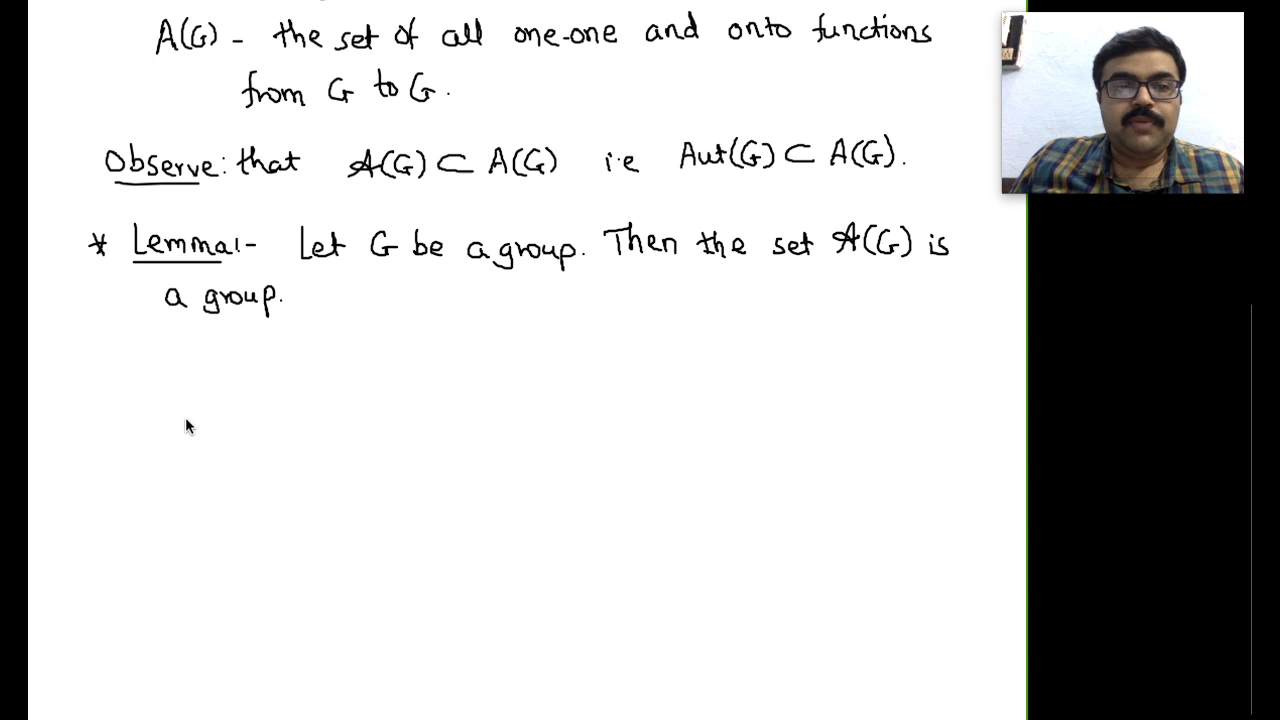 A(G) - the set of all one-one and onto functions
from G to G.
Observe: that 𝒜(G) ⊂ A(G) i.e Aut(G) ⊂ A(G).
* Lemma:- Let G be a group. Then the set 𝒜(G) is
a group.